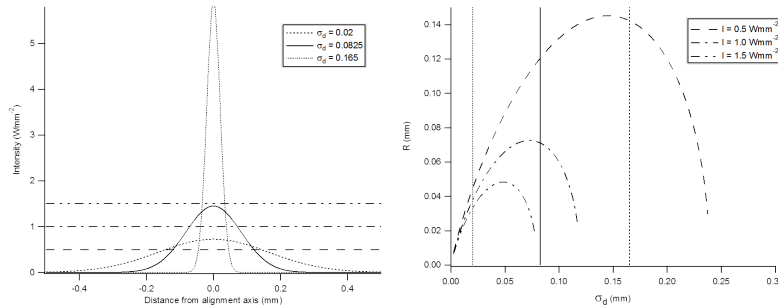 σd = 0.02
σd = 0.0825
σd = 0.165
Intensity (Wmm-2)
5
4
3
2
1
0
-0.4
-0.2
0.0
0.2
0.4
Distance from alignment axis (mm)
I = 0.5 Wmm-2
I = 1.0 Wmm-2
I = 1.5 Wmm-2
R (mm)
0.14
0.12
0.10
0.08
0.06
0.04
0.02
0.00
0.00
0.05
0.10
0.15
0.20
0.25
σd (mm)